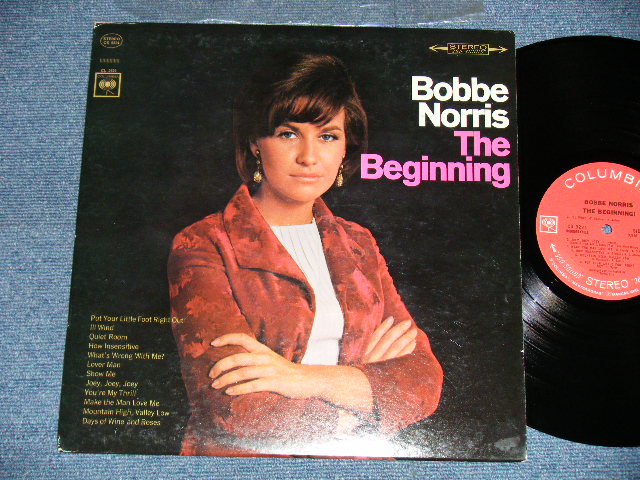 STEREO
COLUMBIA
STEREO
Bobbe
Norris
The
Beginning
Put Your Little Foot Right Out
Ill Wind
Quiet Room
How Insensitive
What's Wrong With Me?
Lover Man
Show Me
Joey, Joey, Joey
You're My Thrill
Make the Man Love Me
Mountain High, Valley Low
Days of Wine and Roses
COLUMBI
BOBBE NORRIS
THE BEGINNING!
STEREO